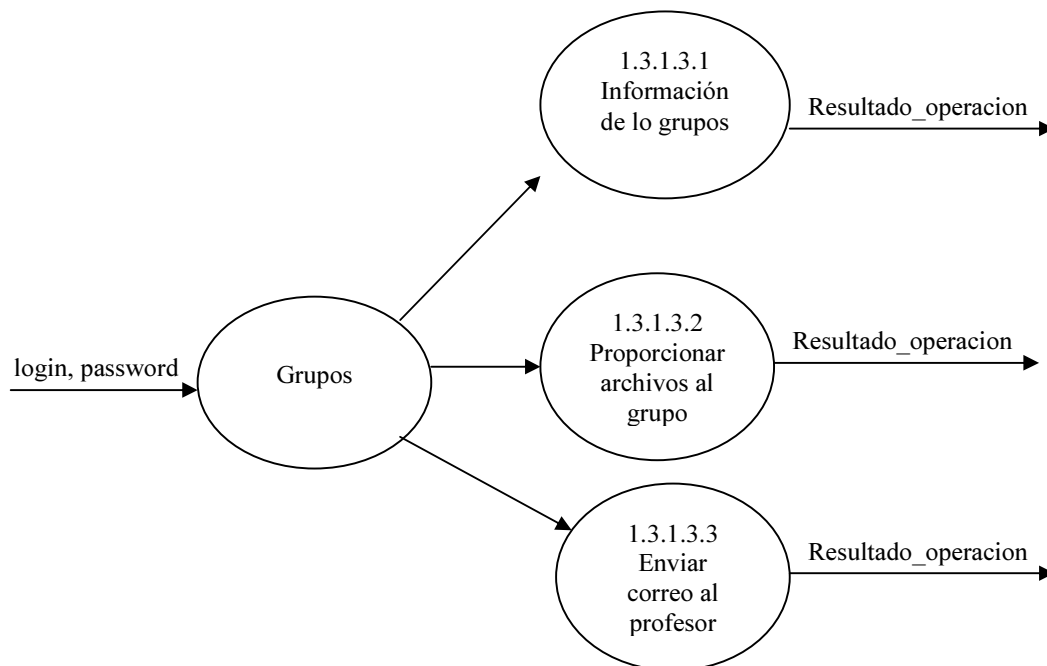 1.3.1.3.1
Información
de lo grupos
Resultado_operacion
login, password
Grupos
1.3.1.3.2
Proporcionar
archivos al
grupo
Resultado_operacion
1.3.1.3.3
Enviar
correo al
profesor
Resultado_operacion